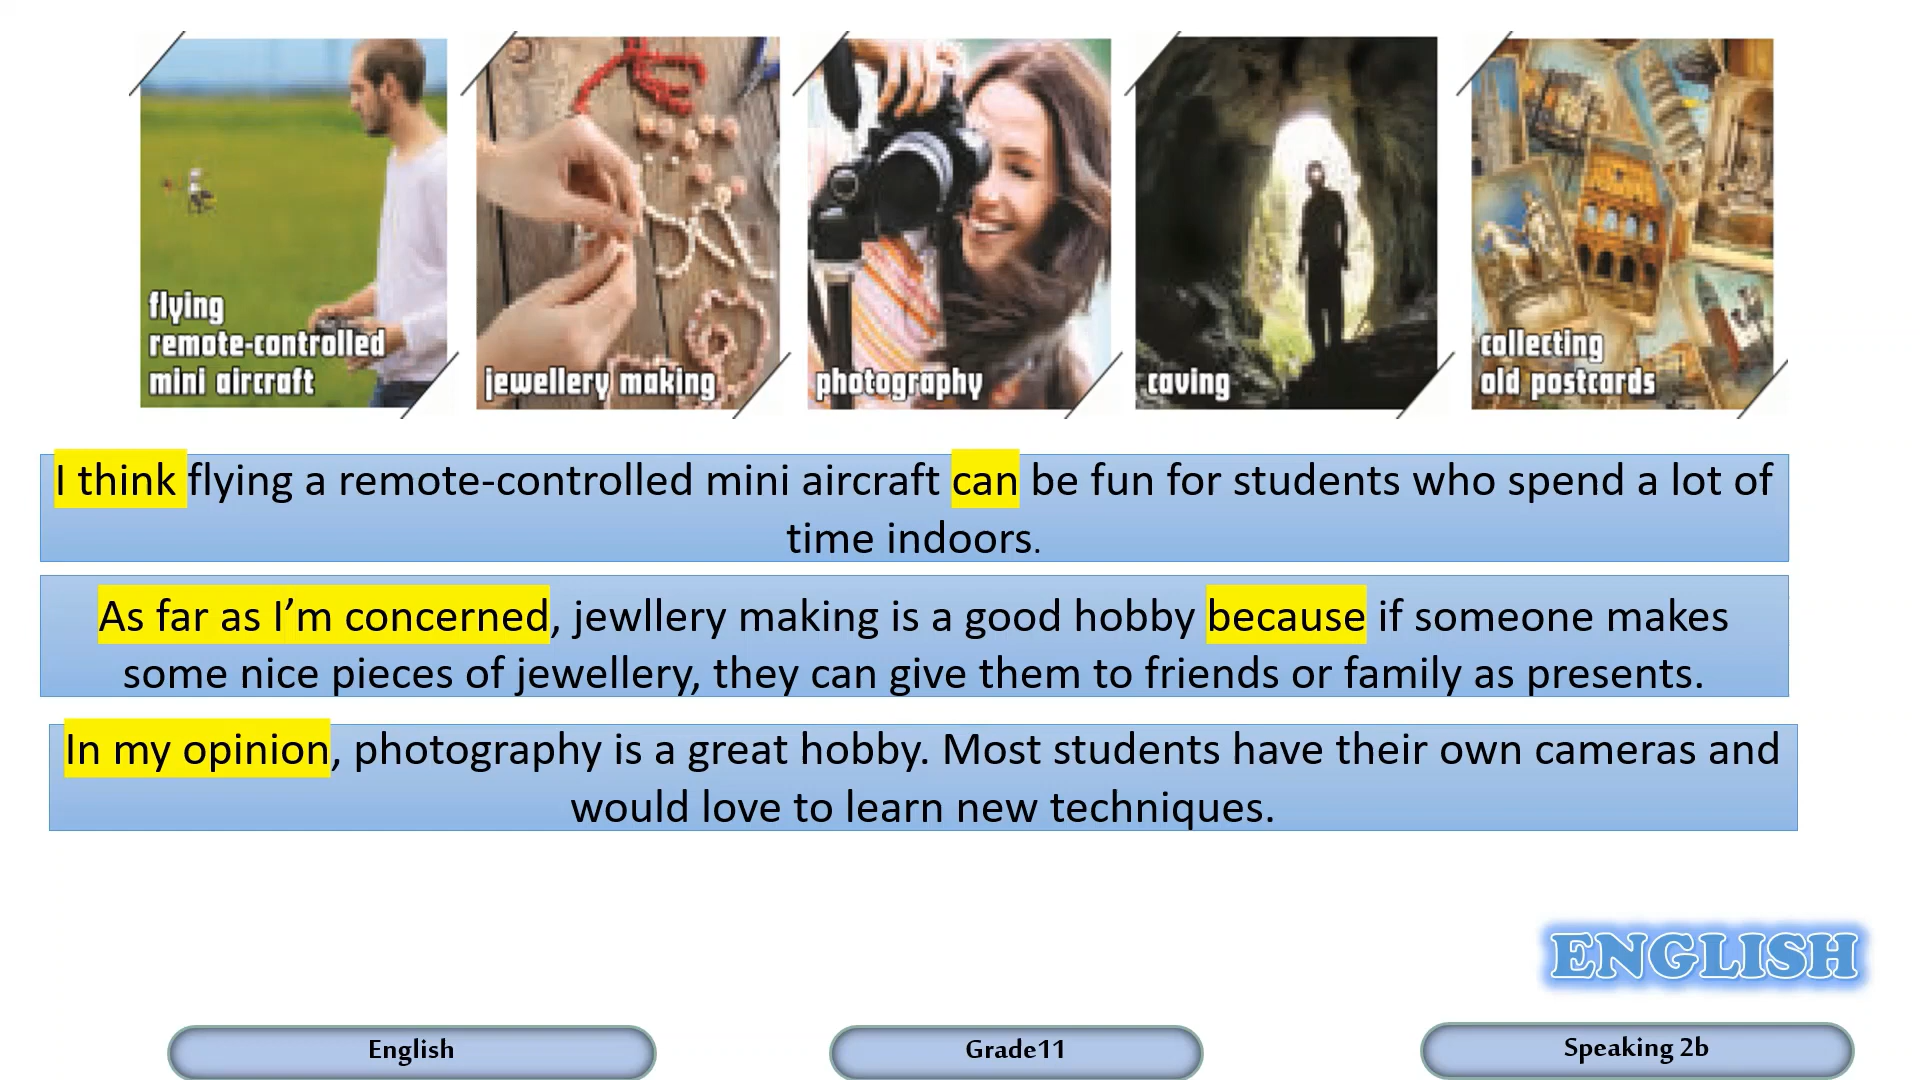 flying
remote-controlled
mini aircraft
jewellery making
photography
caving
collecting
old postcards
I think flying a remote-controlled mini aircraft can be fun for students who spend a lot of
time indoors.
As far as I’m concerned, jewllery making is a good hobby because if someone makes
some nice pieces of jewellery, they can give them to friends or family as presents.
In my opinion, photography is a great hobby. Most students have their own cameras and
would love to learn new techniques.
ENGLISH
English
Grade11
Speaking 2b